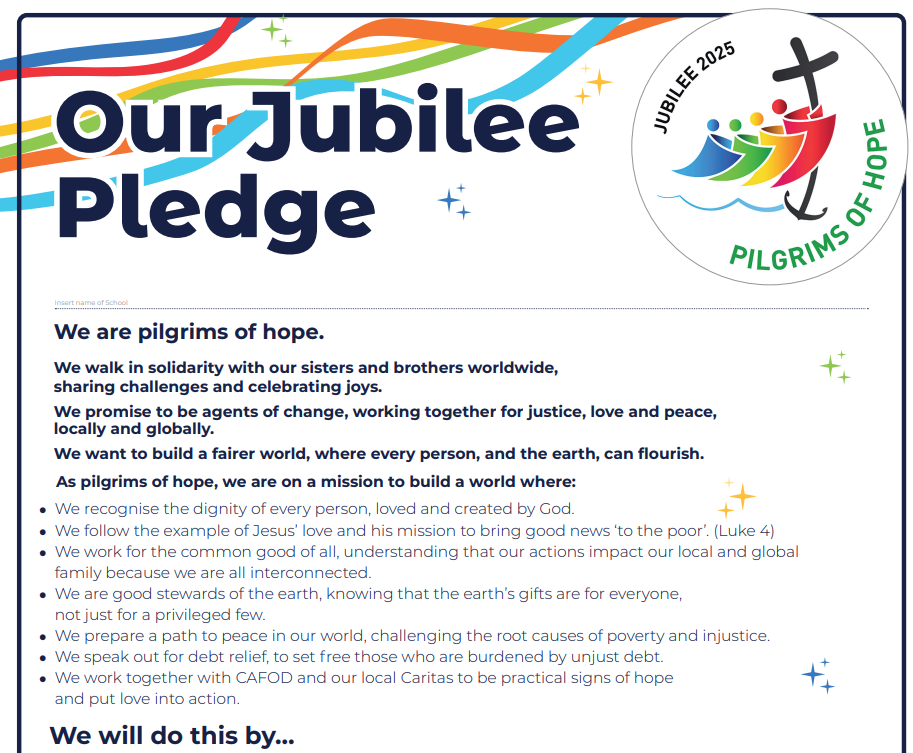 Our Jubilee
Pledge
JUBILEE 2025
PILGRIMS OF HOPE
Insert name of School
We are pilgrims of hope.
We walk in solidarity with our sisters and brothers worldwide,
sharing challenges and celebrating joys.
We promise to be agents of change, working together for justice, love and peace,
locally and globally.
We want to build a fairer world, where every person, and the earth, can flourish.
As pilgrims of hope, we are on a mission to build a world where:
• We recognise the dignity of every person, loved and created by God.
• We follow the example of Jesus’ love and his mission to bring good news ‘to the poor’. (Luke 4)
• We work for the common good of all, understanding that our actions impact our local and global
family because we are all interconnected.
• We are good stewards of the earth, knowing that the earth’s gifts are for everyone,
not just for a privileged few.
• We prepare a path to peace in our world, challenging the root causes of poverty and injustice.
• We speak out for debt relief, to set free those who are burdened by unjust debt.
• We work together with CAFOD and our local Caritas to be practical signs of hope
and put love into action.
We will do this by...